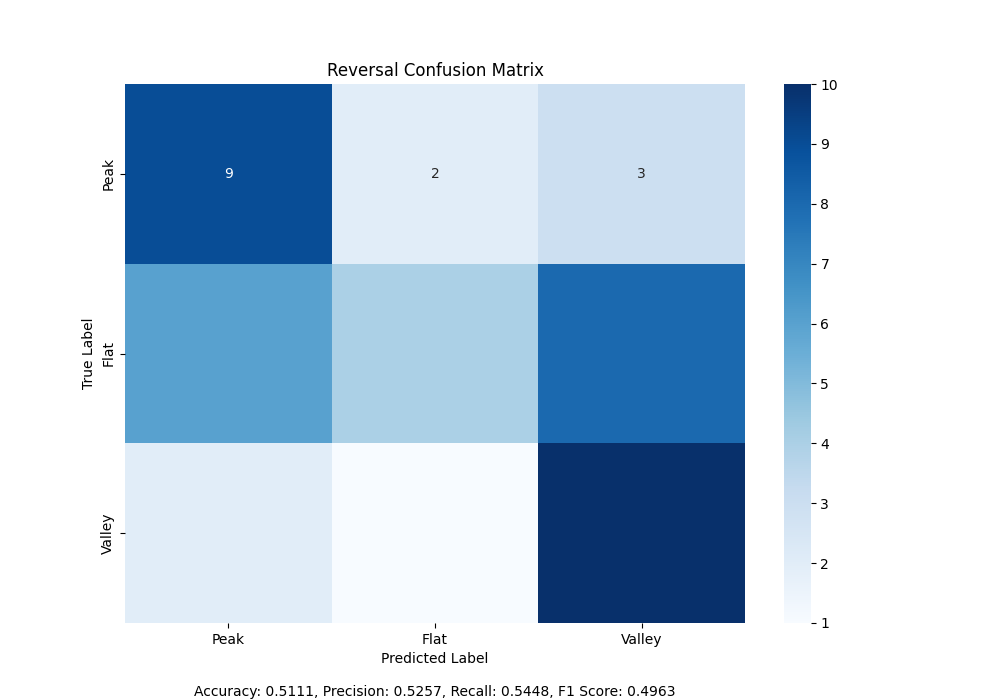 Reversal Confusion Matrix
10
9
8
7
6
5
4
3
2
1
True Label
Peak
Flat
Valley
9 2 3
Peak Flat Valley
Predicted Label
Accuracy: 0.5111, Precision: 0.5257, Recall: 0.5448, F1 Score: 0.4963